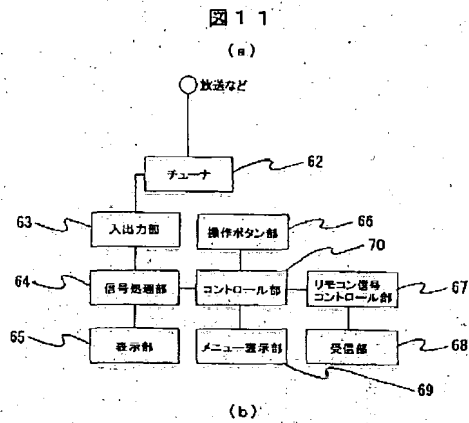 図11
(a)
放送など
チューナ
62
63
入出力部
操作ボタン部
66
70
64
信号処理部
コントロール部
リモコン信号
コントロール部
67
65
表示部
メニュー表示部
受信部
68
69
(b)